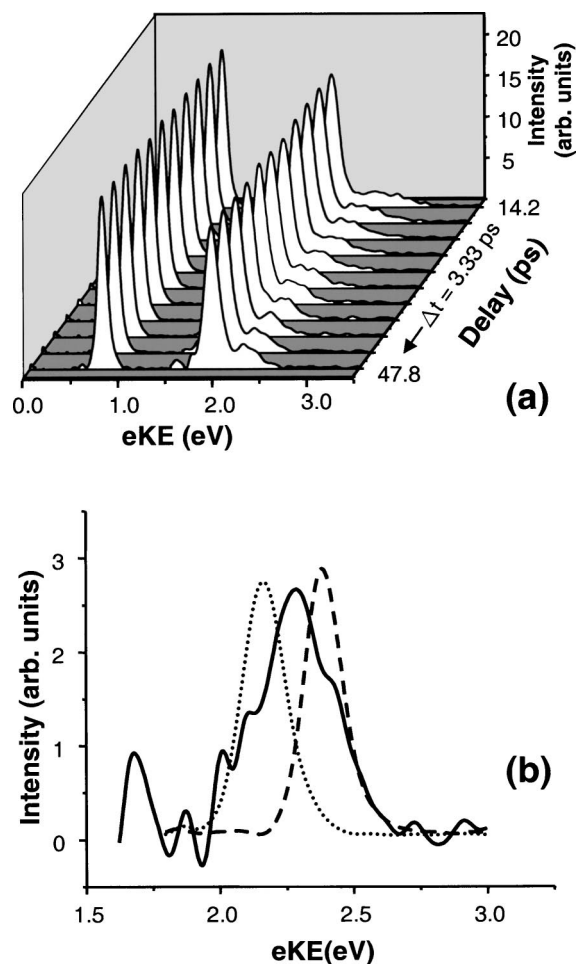 20
15
10
5
Intensity
(arb. units)
14.2
Δt = 3.33 ps
Delay (ps)
47.8
0.0 1.0 2.0 3.0
eKE (eV)
(a)
3
2
1
0
Intensity (arb. units)
(b)
1.5 2.0 2.5 3.0
eKE(eV)